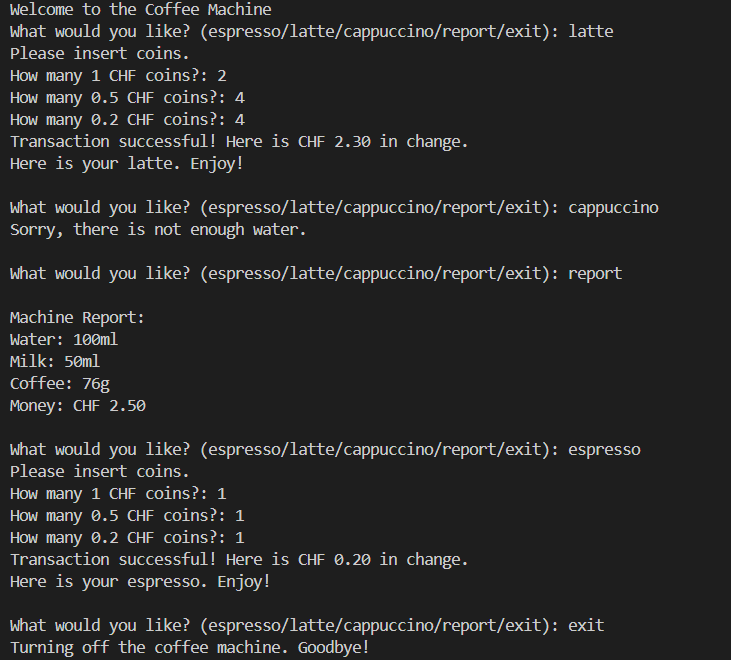 Welcome to the Coffee Machine
What would you like? (espresso/latte/cappuccino/report/exit): latte
Please insert coins.
How many 1 CHF coins?: 2
How many 0.5 CHF coins?: 4
How many 0.2 CHF coins?: 4
Transaction successful! Here is CHF 2.30 in change.
Here is your latte. Enjoy!
What would you like? (espresso/latte/cappuccino/report/exit): cappuccino
Sorry, there is not enough water.
What would you like? (espresso/latte/cappuccino/report/exit): report
Machine Report:
Water: 100ml
Milk: 50ml
Coffee: 76g
Money: CHF 2.50
What would you like? (espresso/latte/cappuccino/report/exit): espresso
Please insert coins.
How many 1 CHF coins?: 1
How many 0.5 CHF coins?: 1
How many 0.2 CHF coins?: 1
Transaction successful! Here is CHF 0.20 in change.
Here is your espresso. Enjoy!
What would you like? (espresso/latte/cappuccino/report/exit): exit
Turning off the coffee machine. Goodbye!